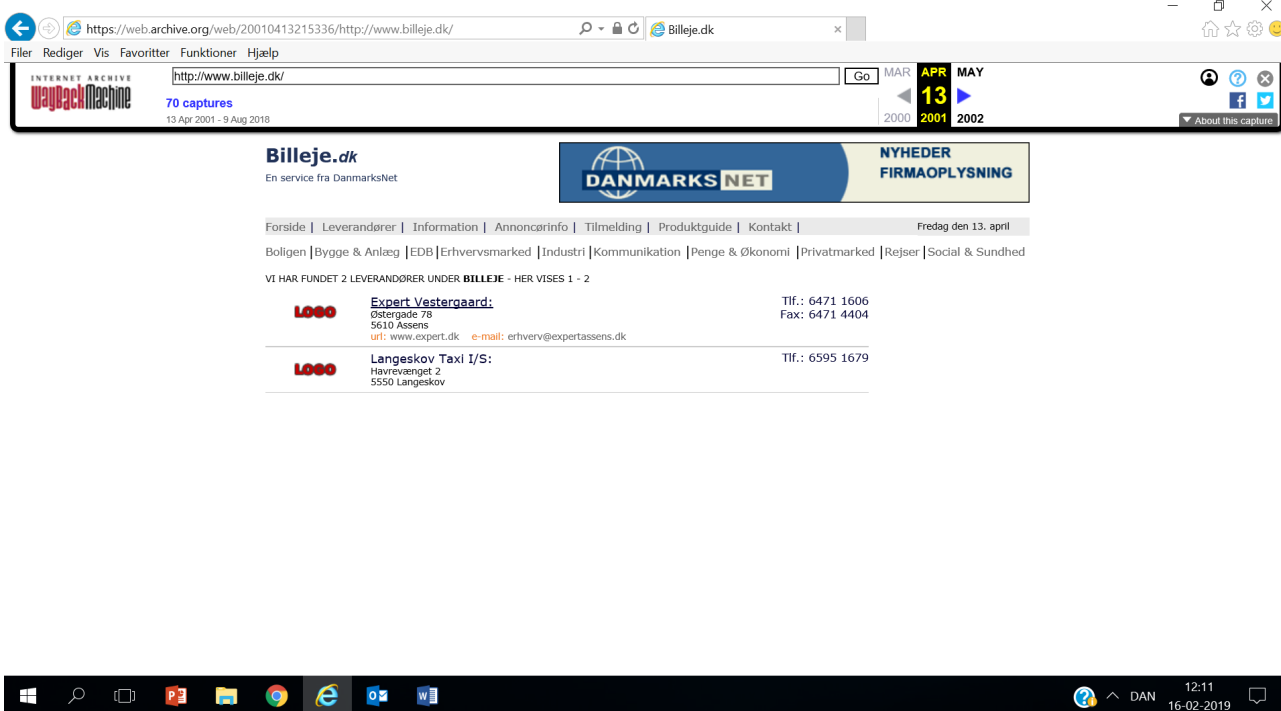 https://web.archive.org/web/20010413215336/http://www.billeje.dk/
Billeje.dk
Filer Rediger Vis Favoritter Funktioner Hjælp
INTERNET ARCHIVE
WayBackMachine
http://www.billeje.dk/
Go
MAR APR MAY
70 captures
13
13 Apr 2001 - 9 Aug 2018
2000 2001 2002
▼ About this capture
Billeje.dk
En service fra DanmarksNet
DANMARKS NET
NYHEDER
FIRMAOPLYSNING
Forside | Leverandører | Information | Annoncørinfo | Tilmelding | Produktguide | Kontakt |
Fredag den 13. april
Boligen |Bygge & Anlæg |EDB|Erhvervsmarked |Industri|Kommunikation |Penge & Økonomi |Privatmarked |Rejser|Social & Sundhed
VI HAR FUNDET 2 LEVERANDØRER UNDER BILLEJE - HER VISES 1 - 2
LOGO
Expert Vestergaard:
Østergade 78
5610 Assens
url: www.expert.dk e-mail: erhverv@expertassens.dk
Tlf.: 6471 1606
Fax: 6471 4404
LOGO
Langeskov Taxi I/S:
Havrevænget 2
5550 Langeskov
Tlf.: 6595 1679
DAN
12:11
16-02-2019